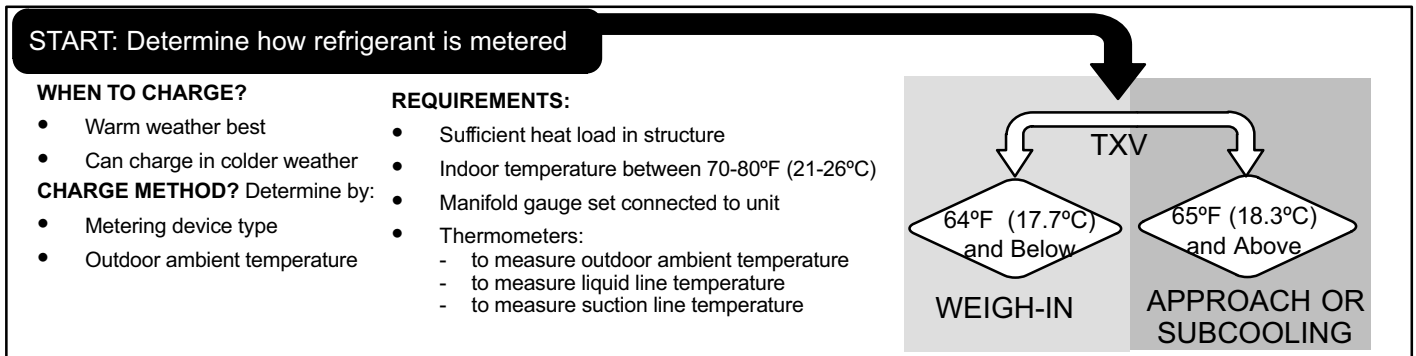 START: Determine how refrigerant is metered
WHEN TO CHARGE?
• Warm weather best
• Can charge in colder weather
CHARGE METHOD? Determine by:
• Metering device type
• Outdoor ambient temperature
REQUIREMENTS:
• Sufficient heat load in structure
• Indoor temperature between 70-80ºF (21-26ºC)
• Manifold gauge set connected to unit
• Thermometers:
- to measure outdoor ambient temperature
- to measure liquid line temperature
- to measure suction line temperature
TXV
64ºF (17.7ºC)
and Below
65ºF (18.3ºC)
and Above
WEIGH-IN
APPROACH OR
SUBCOOLING